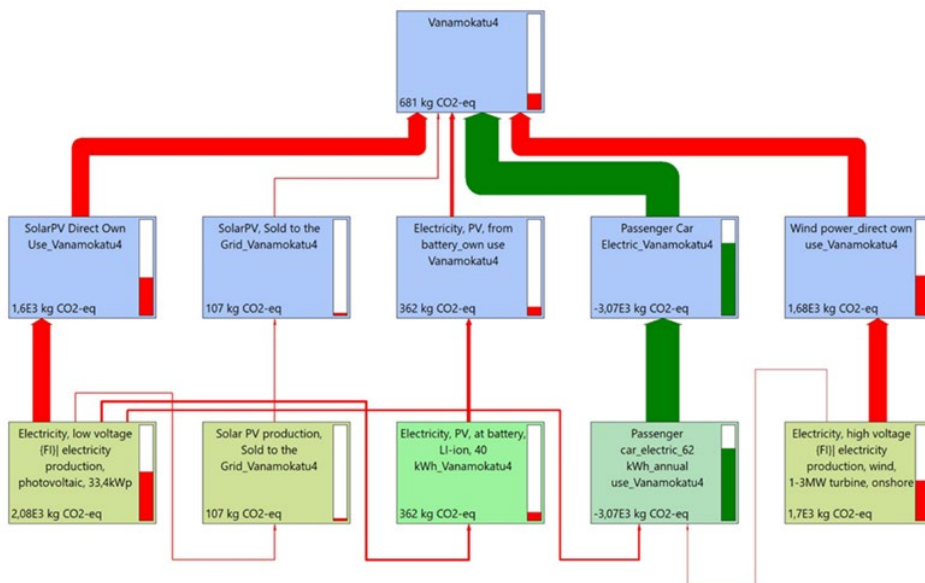 Vanamokatu4
681 kg CO2-eq
SolarPV Direct Own
Use_Vanamokatu4
1,6E3 kg CO2-eq
SolarPV, Sold to the
Grid_Vanamokatu4
107 kg CO2-eq
Electricity, PV, from
battery_own use
Vanamokatu4
362 kg CO2-eq
Passenger Car
Electric_Vanamokatu4
-3,07E3 kg CO2-eq
Wind power_direct own
use_Vanamokatu4
1,68E3 kg CO2-eq
Electricity, low voltage
{FI}| electricity
production,
photovoltaic, 33,4kWp
2,08E3 kg CO2-eq
Solar PV production,
Sold to the
Grid_Vanamokatu4
107 kg CO2-eq
Electricity, PV, at battery,
LI-ion, 40
kWh_Vanamokatu4
362 kg CO2-eq
Passenger
car_electric_62
kWh_annual
use_Vanamokatu4
-3,07E3 kg CO2-eq
Electricity, high voltage
{FI}| electricity
production, wind,
1-3MW turbine, onshore
1,7E3 kg CO2-eq